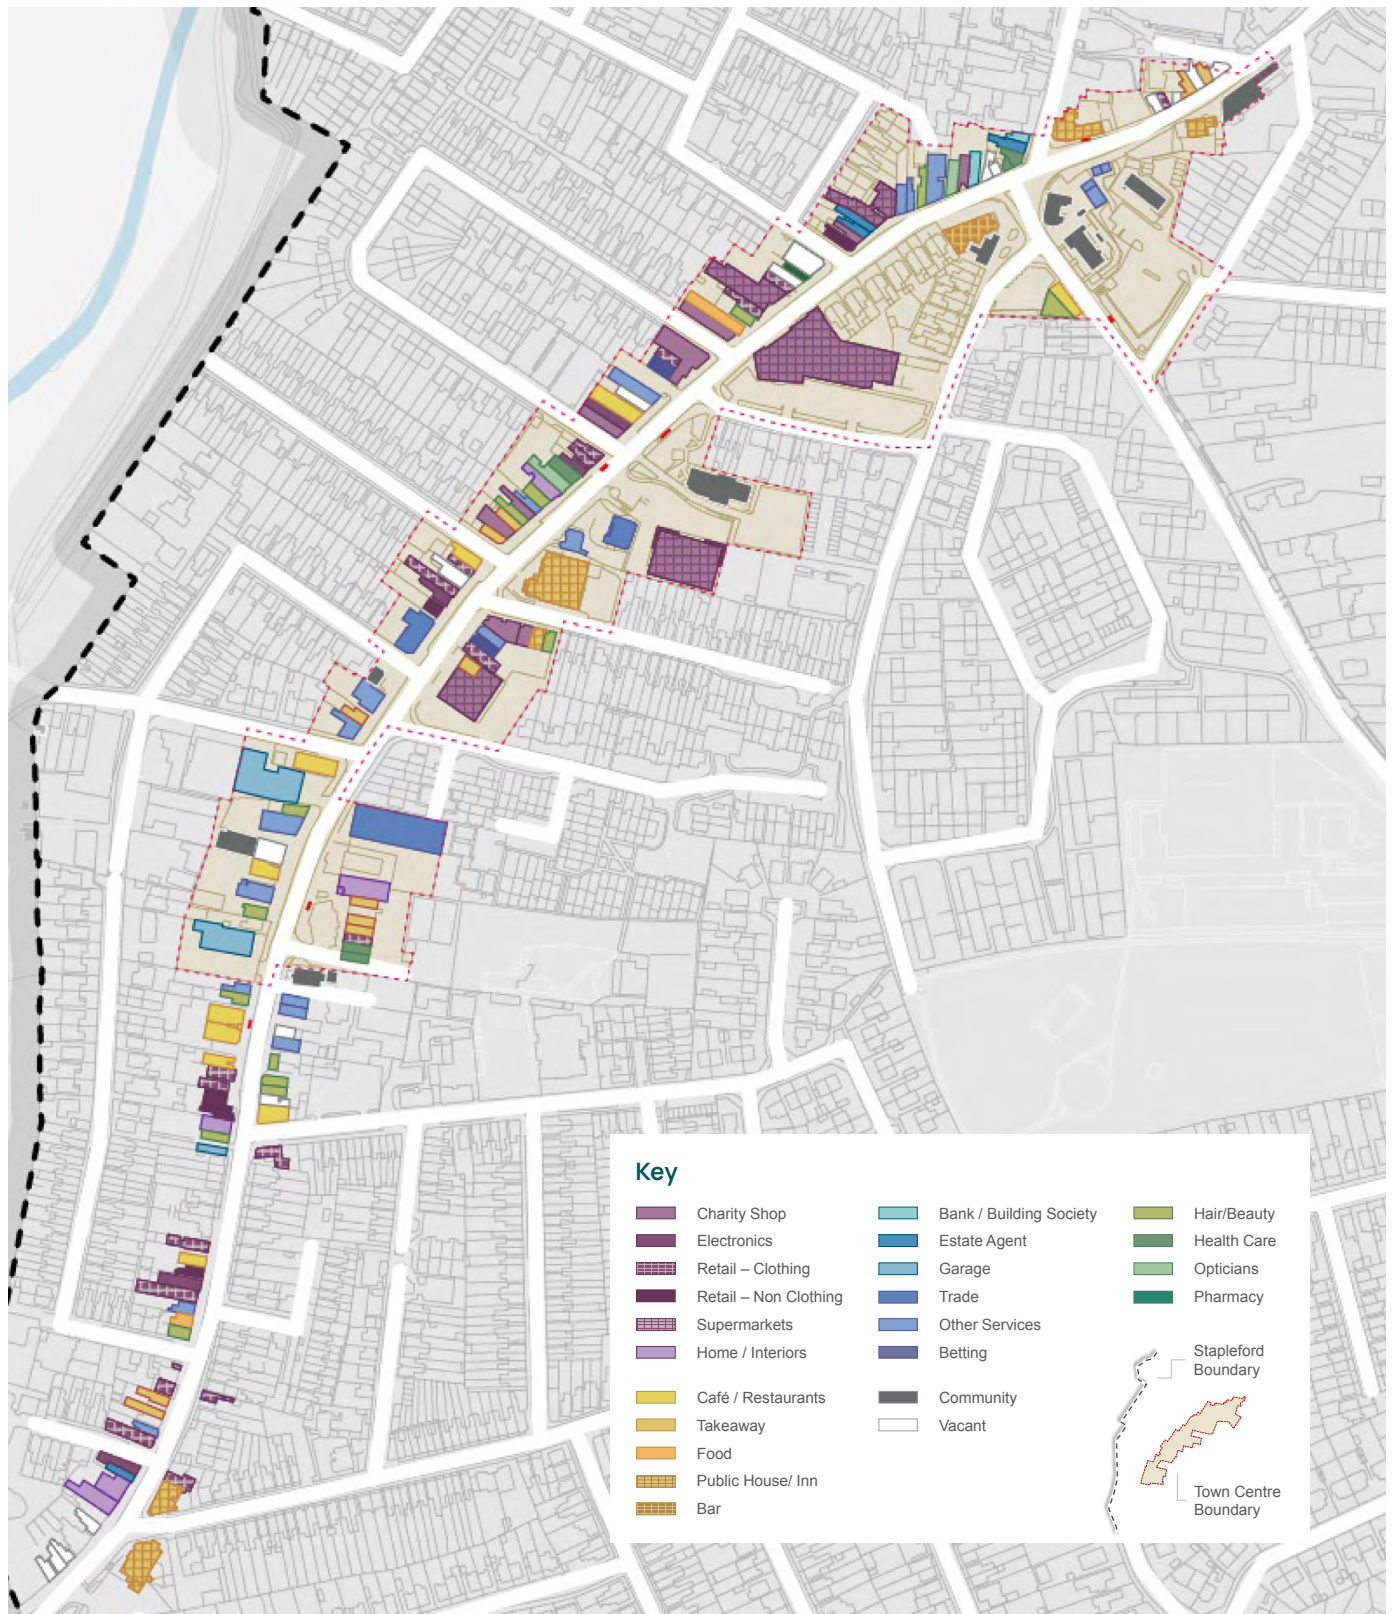 Key
Charity Shop
Electronics
Retail – Clothing
Retail – Non Clothing
Supermarkets
Home / Interiors
Café / Restaurants
Takeaway
Food
Public House/ Inn
Bar
Bank / Building Society
Estate Agent
Garage
Trade
Other Services
Betting
Community
Vacant
Hair/Beauty
Health Care
Opticians
Pharmacy
Stapleford
Boundary
Town Centre
Boundary